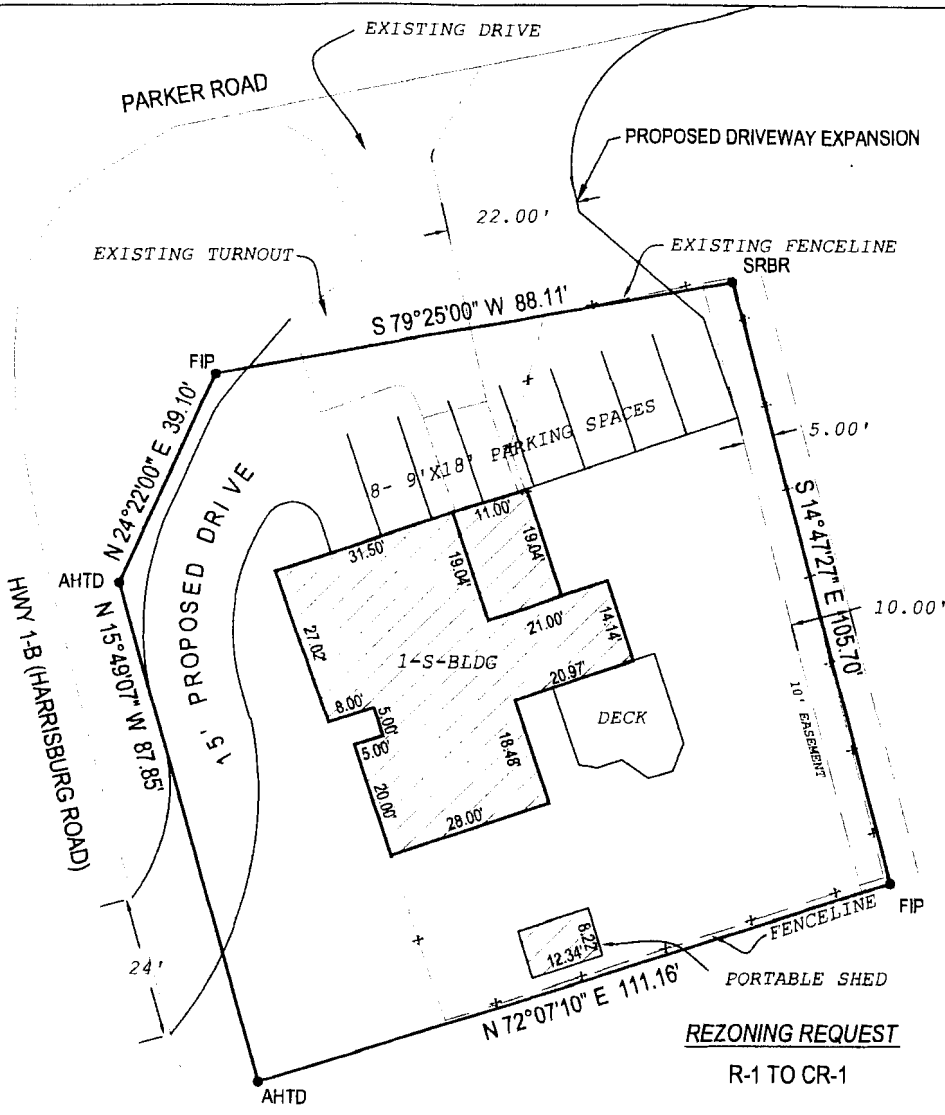 EXISTING DRIVE
PARKER ROAD
PROPOSED DRIVEWAY EXPANSION
22.00'
EXISTING TURNOUT
EXISTING FENCELINE
SRBR
S 79°25'00" W 88.11'
FIP
N 24°22'00" E 39.10'
8- 9'X18' PARKING SPACES
5.00'
15' PROPOSED DRIVE
31.50'
11.00'
19.04'
19.04'
S 14°47'27" E 105.70'
AHTD
HWY 1-B (HARRISBURG ROAD)
N 15°49'07" W 87.85'
27.02'
1-S-BLDG
21.00'
14.14'
10.00'
20.97'
8.00'
5.00'
5.00'
DECK
10' EASEMENT
18.48'
20.00'
28.00'
FIP
FENCELINE
24'
8.22'
12.34'
PORTABLE SHED
N 72°07'10" E 111.16'
REZONING REQUEST
R-1 TO CR-1
AHTD